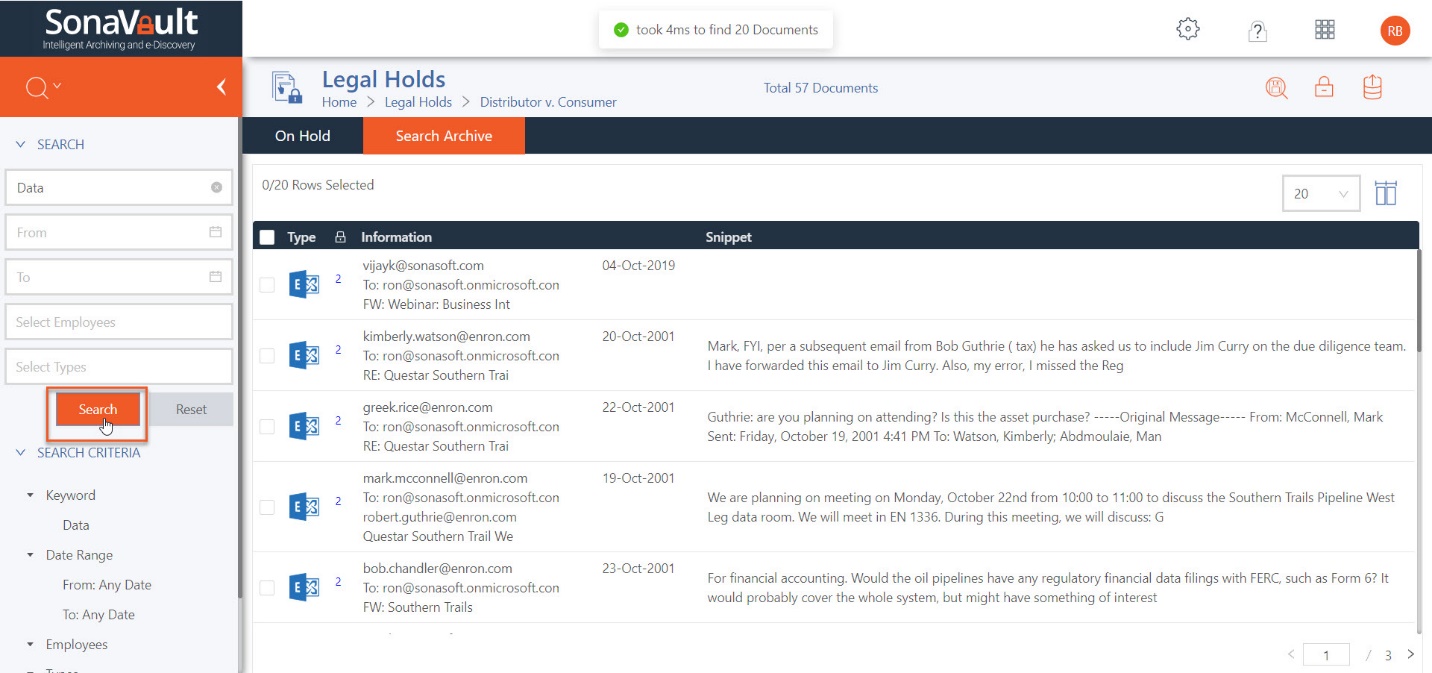 SonaVault
Intelligent Archiving and e-Discovery
took 4ms to find 20 Documents
?
RB
Legal Holds
Home > Legal Holds > Distributor v. Consumer
Total 57 Documents
On Hold
Search Archive
SEARCH
Data
From
To
Select Employees
Select Types
Search
Reset
SEARCH CRITERIA
Keyword
Data
Date Range
From: Any Date
To: Any Date
Employees
0/20 Rows Selected
20
Type Information Snippet
E 2 vijayk@sonasoft.com 04-Oct-2019
To: ron@sonasoft.onmicrosoft.con
FW: Webinar: Business Int
E 2 kimberly.watson@enron.com 20-Oct-2001
To: ron@sonasoft.onmicrosoft.con
RE: Questar Southern Trai
Mark, FYI, per a subsequent email from Bob Guthrie ( tax) he has asked us to include Jim Curry on the due diligence team.
I have forwarded this email to Jim Curry. Also, my error, I missed the Reg
E 2 greek.rice@enron.com 22-Oct-2001
To: ron@sonasoft.onmicrosoft.con
RE: Questar Southern Trai
Guthrie: are you planning on attending? Is this the asset purchase? -----Original Message----- From: McConnell, Mark
Sent: Friday, October 19, 2001 4:41 PM To: Watson, Kimberly; Abdmoulaie, Man
E 2 mark.mcconnell@enron.com 19-Oct-2001
To: ron@sonasoft.onmicrosoft.con
robert.guthrie@enron.com
Questar Southern Trail We
We are planning on meeting on Monday, October 22nd from 10:00 to 11:00 to discuss the Southern Trails Pipeline West
Leg data room. We will meet in EN 1336. During this meeting, we will discuss: G
E 2 bob.chandler@enron.com 23-Oct-2001
To: ron@sonasoft.onmicrosoft.con
FW: Southern Trails
For financial accounting. Would the oil pipelines have any regulatory financial data filings with FERC, such as Form 6? It
would probably cover the whole system, but might have something of interest
< 1 / 3 >